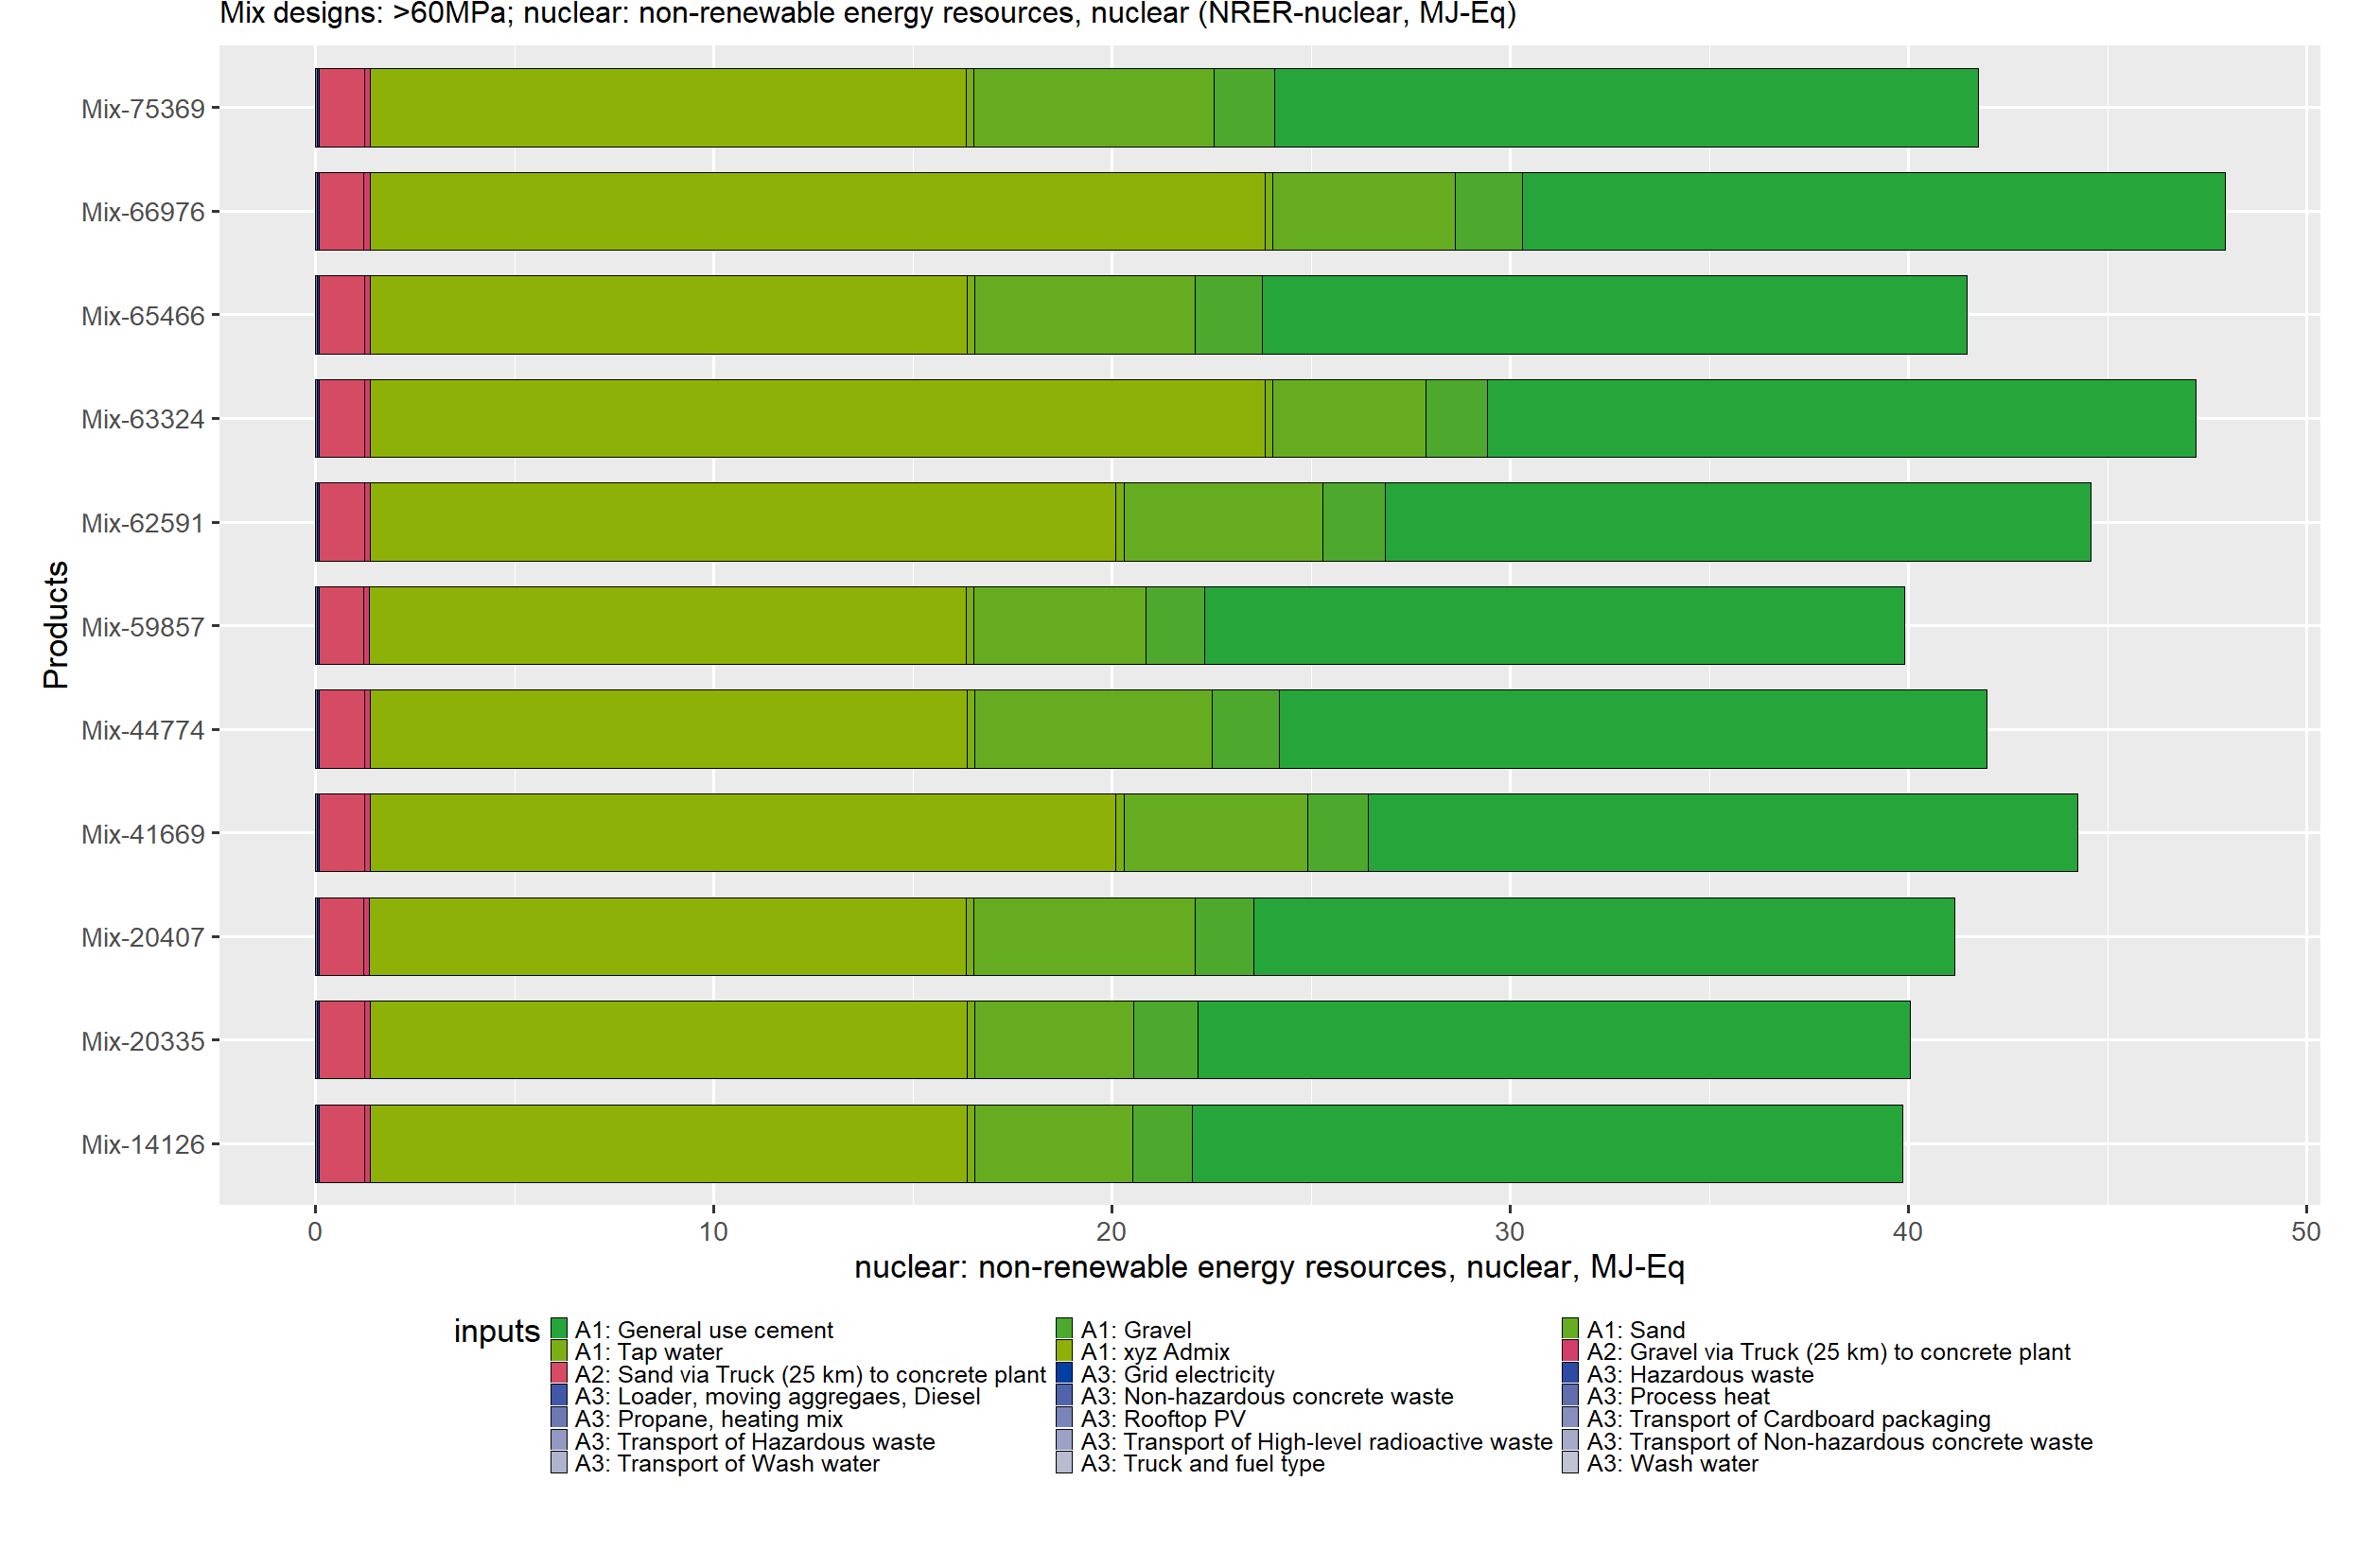 Mix designs: >60MPa; nuclear: non-renewable energy resources, nuclear (NRER-nuclear, MJ-Eq)
Products
Mix-75369
Mix-66976
Mix-65466
Mix-63324
Mix-62591
Mix-59857
Mix-44774
Mix-41669
Mix-20407
Mix-20335
Mix-14126
0 10 20 30 40 50
nuclear: non-renewable energy resources, nuclear, MJ-Eq
inputs
A1: General use cement A1: Gravel A1: Sand
A1: Tap water A1: xyz Admix A2: Gravel via Truck (25 km) to concrete plant
A2: Sand via Truck (25 km) to concrete plant A3: Grid electricity A3: Hazardous waste
A3: Loader, moving aggregaes, Diesel A3: Non-hazardous concrete waste A3: Process heat
A3: Propane, heating mix A3: Rooftop PV A3: Transport of Cardboard packaging
A3: Transport of Hazardous waste A3: Transport of High-level radioactive waste A3: Transport of Non-hazardous concrete waste
A3: Transport of Wash water A3: Truck and fuel type A3: Wash water